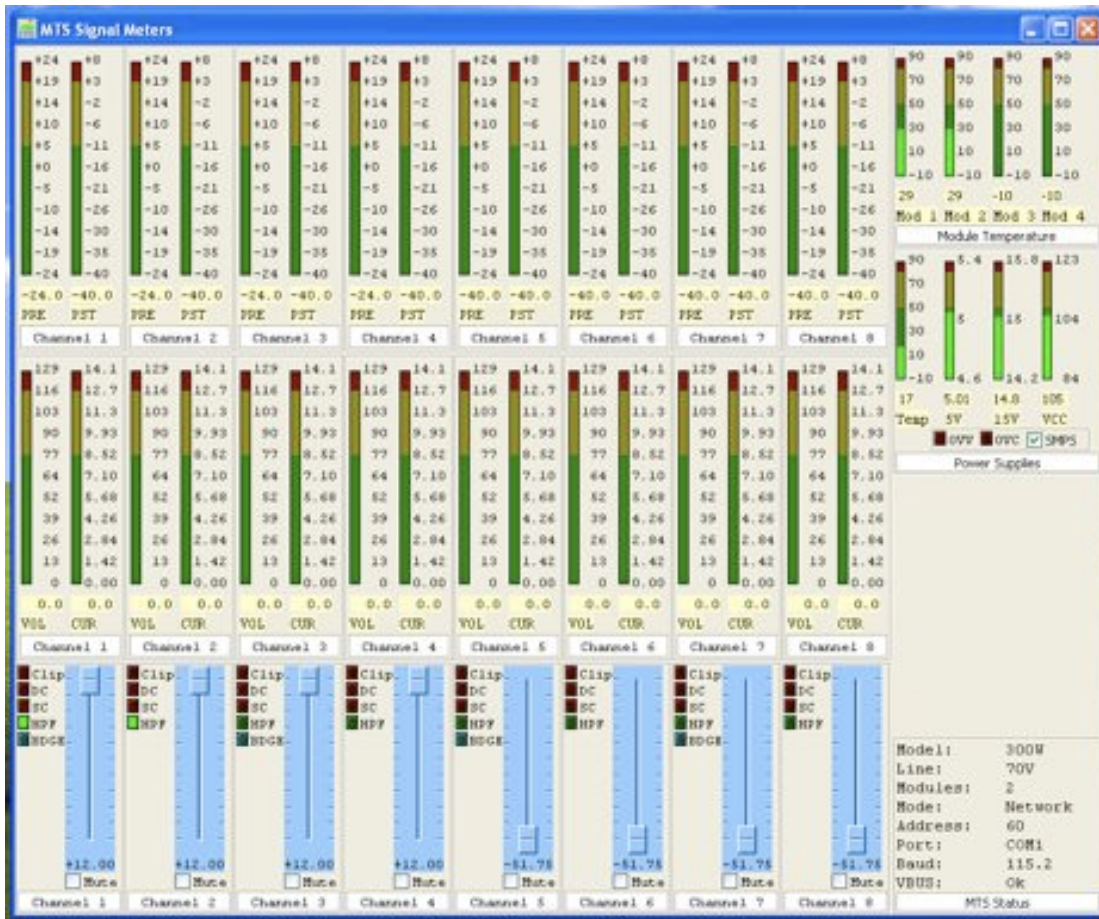 MTS Signal Meters
+24 +8 +24 +8 +24 +8 +24 +8 +24 +8 +24 +8 +24 +8 +24 +8
+19 +3 +19 +3 +19 +3 +19 +3 +19 +3 +19 +3 +19 +3 +19 +3
+14 -2 +14 -2 +14 -2 +14 -2 +14 -2 +14 -2 +14 -2 +14 -2
+10 -6 +10 -6 +10 -6 +10 -6 +10 -6 +10 -6 +10 -6 +10 -6
+5 -11 +5 -11 +5 -11 +5 -11 +5 -11 +5 -11 +5 -11 +5 -11
+0 -16 +0 -16 +0 -16 +0 -16 +0 -16 +0 -16 +0 -16 +0 -16
-5 -21 -5 -21 -5 -21 -5 -21 -5 -21 -5 -21 -5 -21 -5 -21
-10 -26 -10 -26 -10 -26 -10 -26 -10 -26 -10 -26 -10 -26 -10 -26
-14 -30 -14 -30 -14 -30 -14 -30 -14 -30 -14 -30 -14 -30 -14 -30
-19 -35 -19 -35 -19 -35 -19 -35 -19 -35 -19 -35 -19 -35 -19 -35
-24 -40 -24 -40 -24 -40 -24 -40 -24 -40 -24 -40 -24 -40 -24 -40
-24.0 -40.0 -24.0 -40.0 -24.0 -40.0 -24.0 -40.0 -40.0 -40.0 -40.0 -40.0 -40.0 -40.0 -40.0 -40.0
PRE PST PRE PST PRE PST PRE PST PRE PST PRE PST PRE PST PRE PST
Channel 1 Channel 2 Channel 3 Channel 4 Channel 5 Channel 6 Channel 7 Channel 8
129 14.1 129 14.1 129 14.1 129 14.1 129 14.1 129 14.1 129 14.1 129 14.1
116 12.7 116 12.7 116 12.7 116 12.7 116 12.7 116 12.7 116 12.7 116 12.7
103 11.3 103 11.3 103 11.3 103 11.3 103 11.3 103 11.3 103 11.3 103 11.3
90 9.93 90 9.93 90 9.93 90 9.93 90 9.93 90 9.93 90 9.93 90 9.93
77 8.52 77 8.52 77 8.52 77 8.52 77 8.52 77 8.52 77 8.52 77 8.52
64 7.10 64 7.10 64 7.10 64 7.10 64 7.10 64 7.10 64 7.10 64 7.10
52 5.68 52 5.68 52 5.68 52 5.68 52 5.68 52 5.68 52 5.68 52 5.68
39 4.26 39 4.26 39 4.26 39 4.26 39 4.26 39 4.26 39 4.26 39 4.26
26 2.84 26 2.84 26 2.84 26 2.84 26 2.84 26 2.84 26 2.84 26 2.84
13 1.42 13 1.42 13 1.42 13 1.42 13 1.42 13 1.42 13 1.42 13 1.42
0 0.00 0 0.00 0 0.00 0 0.00 0 0.00 0 0.00 0 0.00 0 0.00
0.0 0.0 0.0 0.0 0.0 0.0 0.0 0.0 0.0 0.0 0.0 0.0 0.0 0.0 0.0 0.0
VOL CUR VOL CUR VOL CUR VOL CUR VOL CUR VOL CUR VOL CUR VOL CUR
Channel 1 Channel 2 Channel 3 Channel 4 Channel 5 Channel 6 Channel 7 Channel 8
Clip Clip Clip Clip Clip Clip Clip Clip
DC DC DC DC DC DC DC DC
SC SC SC SC SC SC SC SC
HPF HPF HPF HPF HPF HPF HPF HPF
BDGE BDGE BDGE BDGE
+12.00 +12.00 +12.00 +12.00 -51.75 -51.75 -51.75 -51.75
Mute Mute Mute Mute Mute Mute Mute Mute
Channel 1 Channel 2 Channel 3 Channel 4 Channel 5 Channel 6 Channel 7 Channel 8
90 90 90 90
70 70 70 70
50 50 50 50
30 30 30 30
10 10 10 10
-10 -10 -10 -10
29 29 -10 -10
Mod 1 Mod 2 Mod 3 Mod 4
Module Temperature
90 5.4 15.8 123
70
50 5 15 104
30
10
-10 4.6 14.2 84
17 5.01 14.8 105
Temp 5V 15V VCC
OVV OVC SMPS
Power Supplies
Model: 300W
Line: 70V
Modules: 2
Mode: Network
Address: 60
Port: COM1
Baud: 115.2
VBUS: Ok
MTS Status